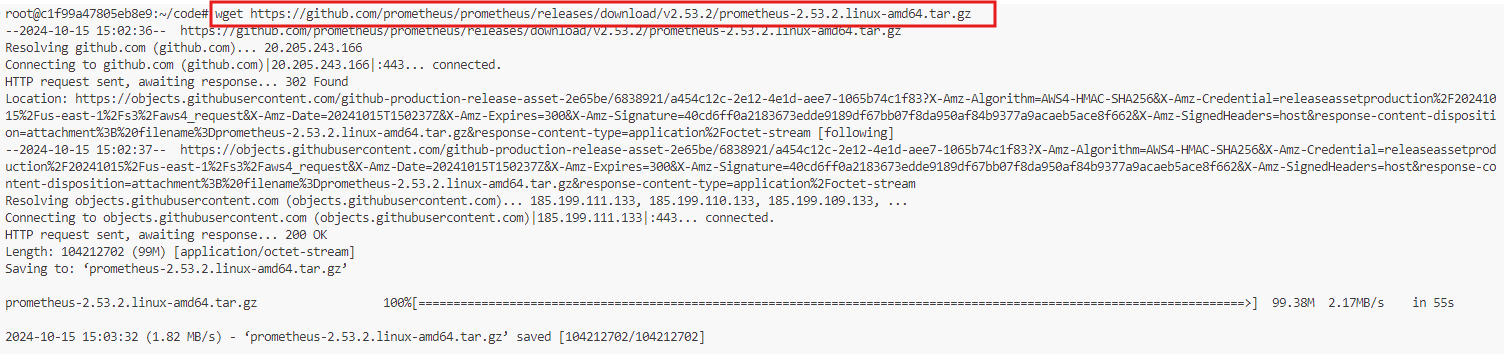 root@c1f99a47805eb8e9:~/code# wget https://github.com/prometheus/prometheus/releases/download/v2.53.2/prometheus-2.53.2.linux-amd64.tar.gz
--2024-10-15 15:02:36--  https://github.com/prometheus/prometheus/releases/download/v2.53.2/prometheus-2.53.2.linux-amd64.tar.gz
Resolving github.com (github.com)... 20.205.243.166
Connecting to github.com (github.com)|20.205.243.166|:443... connected.
HTTP request sent, awaiting response... 302 Found
Location: https://objects.githubusercontent.com/github-production-release-asset-2e65be/6838921/a454c12c-2e12-4e1d-aee7-1065b74c1f83?X-Amz-Algorithm=AWS4-HMAC-SHA256&X-Amz-Credential=releaseassetproduction%2F202410
15%2Fus-east-1%2Fs3%2Faws4_request&X-Amz-Date=20241015T150237Z&X-Amz-Expires=300&X-Amz-Signature=40cd6ff0a2183673edde9189df67bb07f8da950af84b9377a9acaeb5ace8f662&X-Amz-SignedHeaders=host&response-content-dispositi
on=attachment%3B%20filename%3Dprometheus-2.53.2.linux-amd64.tar.gz&response-content-type=application%2Foctet-stream [following]
--2024-10-15 15:02:37--  https://objects.githubusercontent.com/github-production-release-asset-2e65be/6838921/a454c12c-2e12-4e1d-aee7-1065b74c1f83?X-Amz-Algorithm=AWS4-HMAC-SHA256&X-Amz-Credential=releaseassetprod
uction%2F20241015%2Fus-east-1%2Fs3%2Faws4_request&X-Amz-Date=20241015T150237Z&X-Amz-Expires=300&X-Amz-Signature=40cd6ff0a2183673edde9189df67bb07f8da950af84b9377a9acaeb5ace8f662&X-Amz-SignedHeaders=host&response-co
ntent-disposition=attachment%3B%20filename%3Dprometheus-2.53.2.linux-amd64.tar.gz&response-content-type=application%2Foctet-stream
Resolving objects.githubusercontent.com (objects.githubusercontent.com)... 185.199.111.133, 185.199.110.133, 185.199.109.133, ...
Connecting to objects.githubusercontent.com (objects.githubusercontent.com)|185.199.111.133|:443... connected.
HTTP request sent, awaiting response... 200 OK
Length: 104212702 (99M) [application/octet-stream]
Saving to: ‘prometheus-2.53.2.linux-amd64.tar.gz’
prometheus-2.53.2.linux-amd64.tar.gz 100%[======================================================================================================================>] 99.38M 2.17MB/s in 55s
2024-10-15 15:03:32 (1.82 MB/s) - ‘prometheus-2.53.2.linux-amd64.tar.gz’ saved [104212702/104212702]